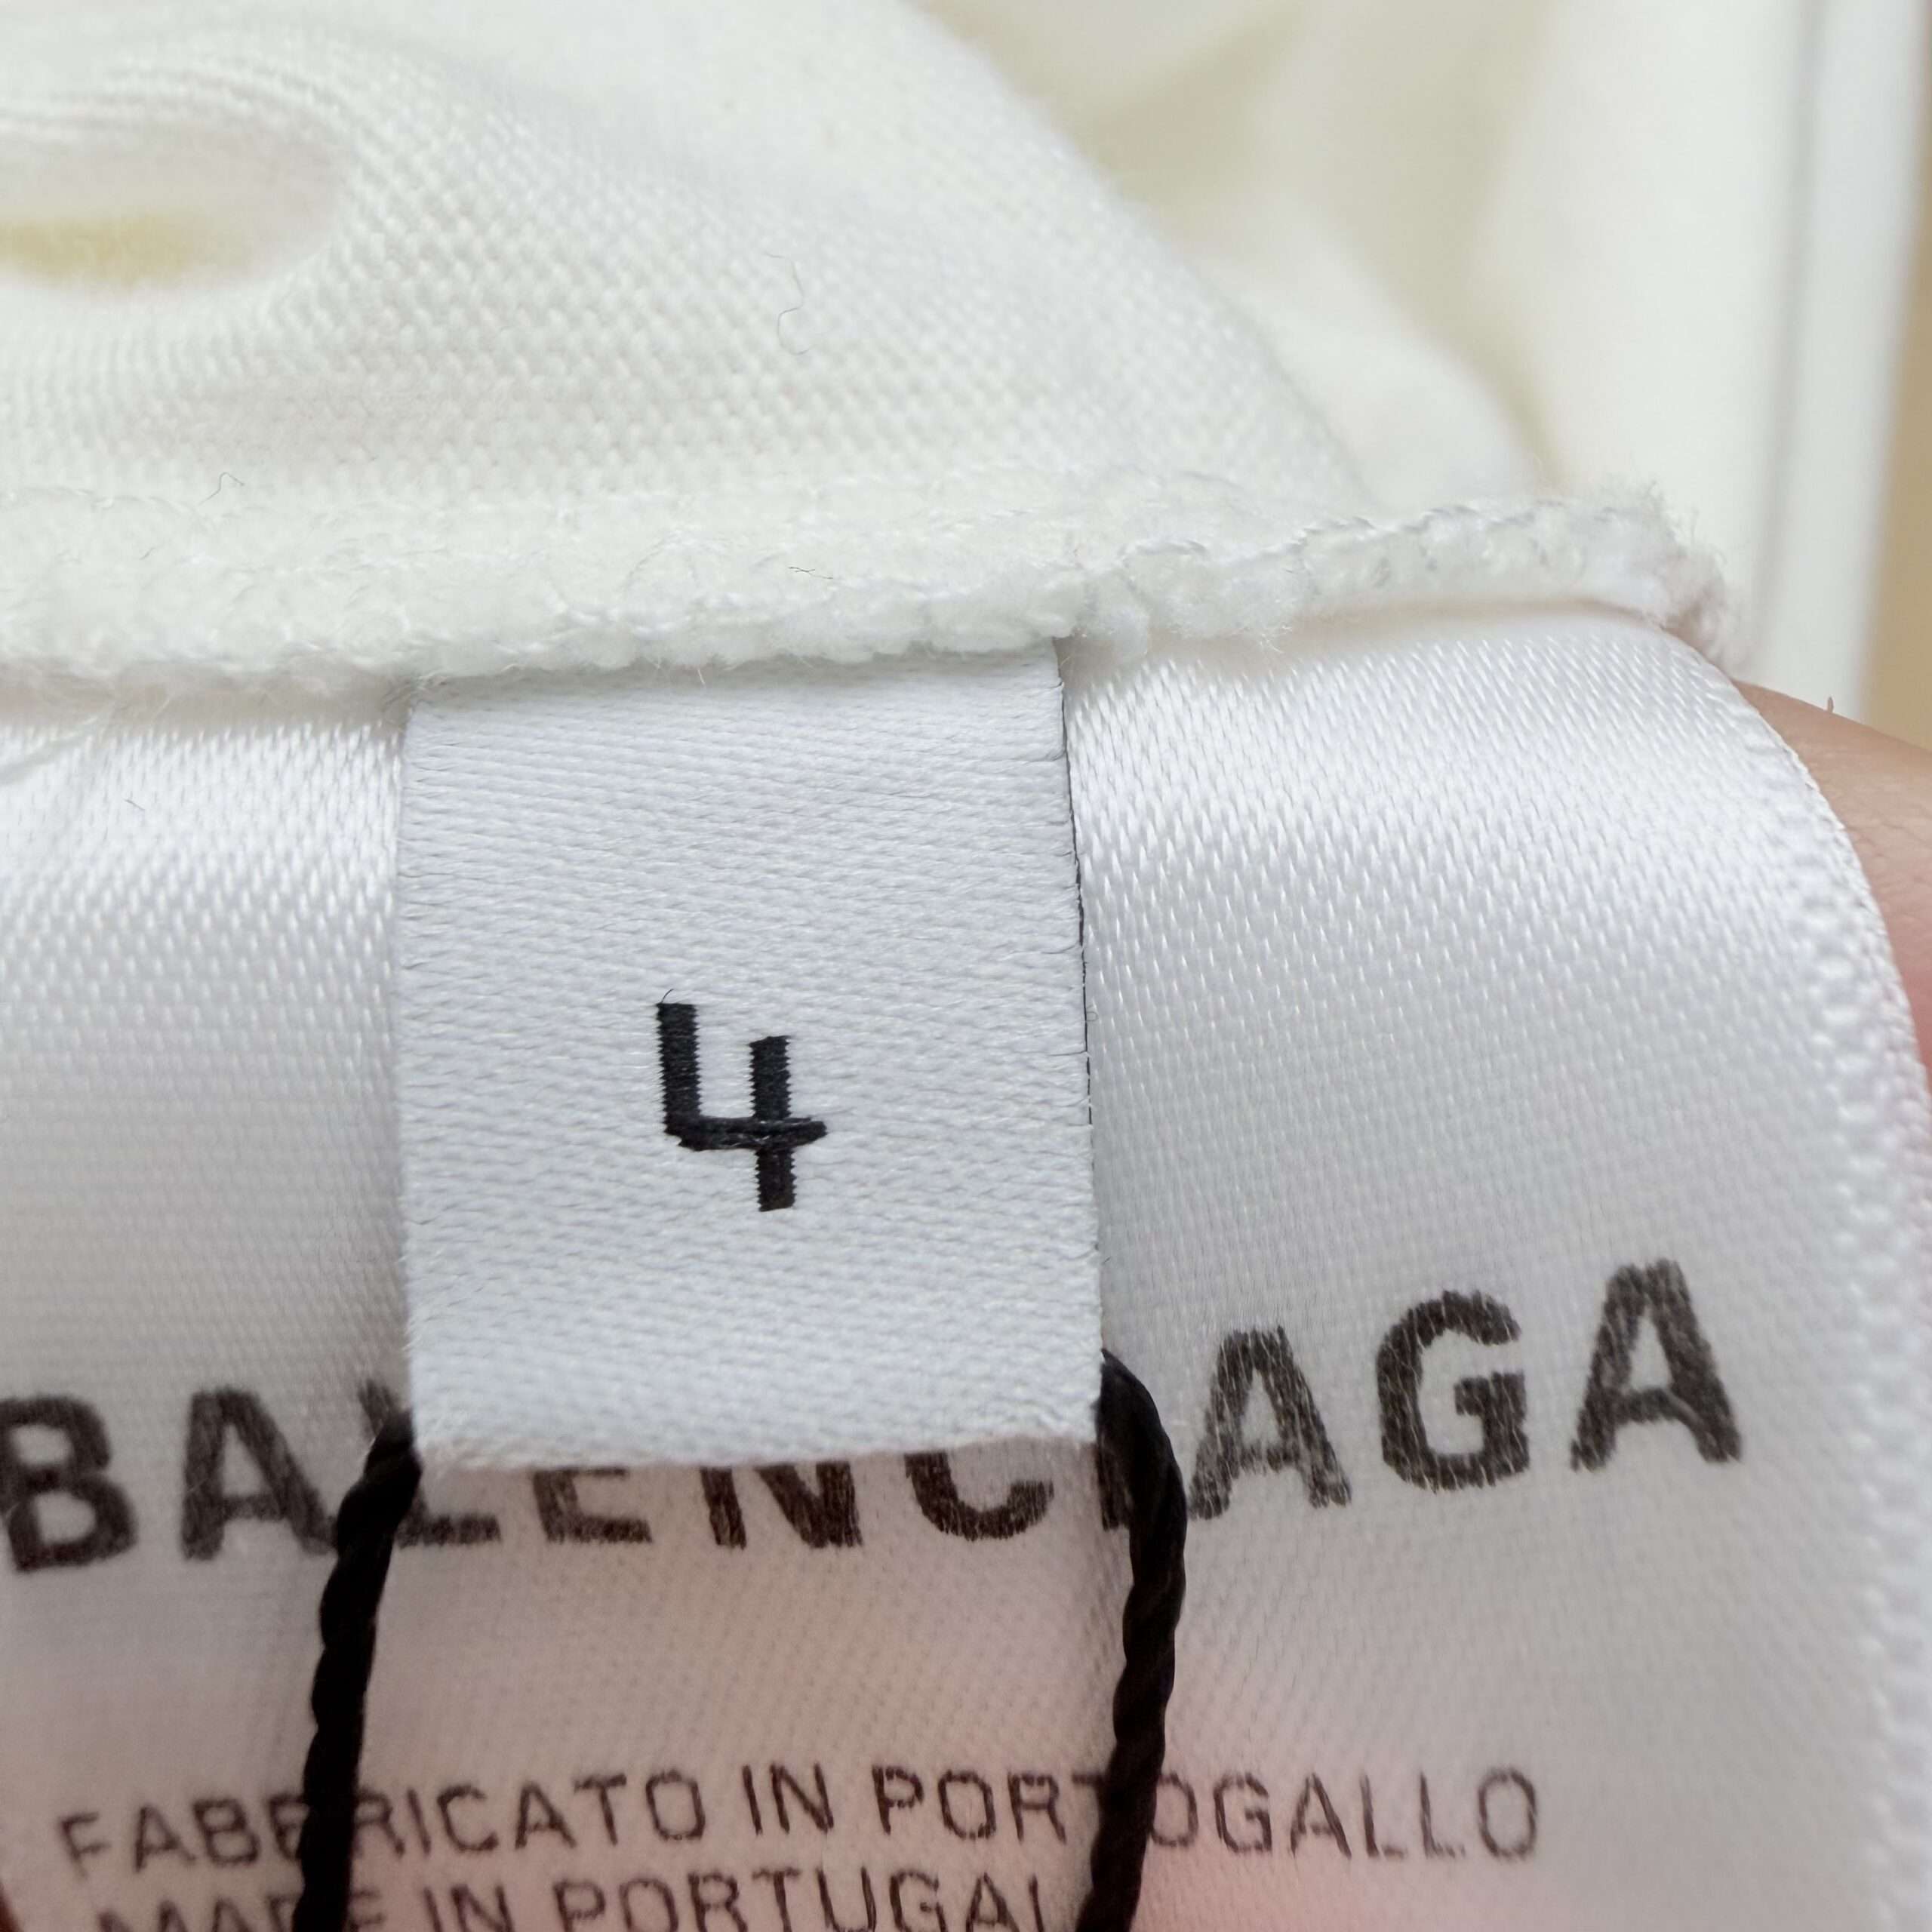 4
BALENCIAGA
FABBRICATO IN PORTOGALLO
MADE IN PORTUGAL